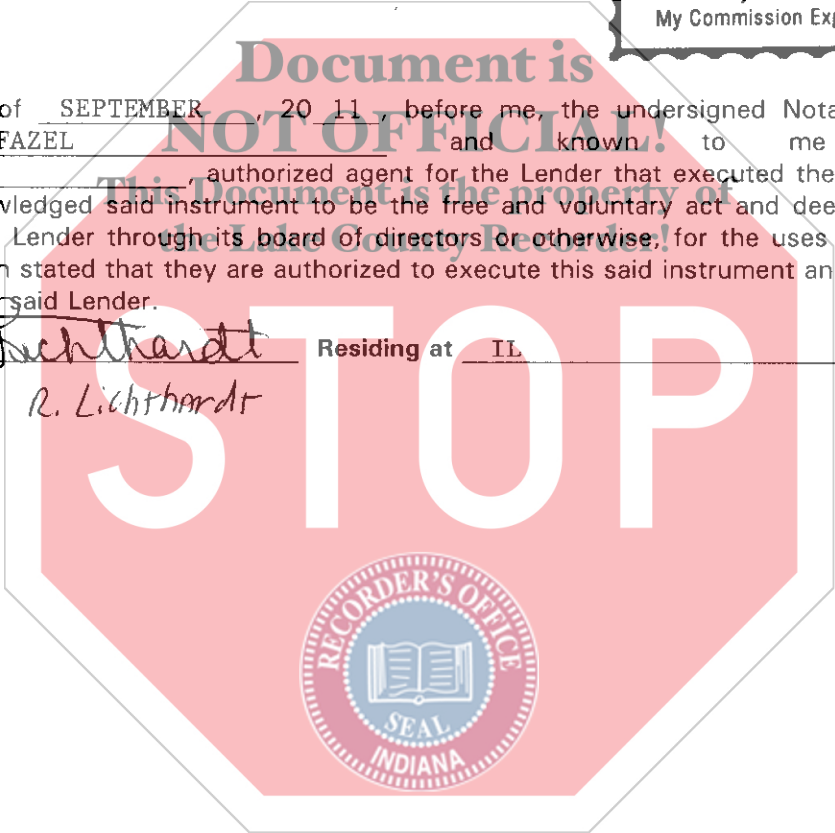 My Commission Exp
Document is
NOT OFFICIAL!
This Document is the property of
the Lake County Recorder!
of SEPTEMBER , 20 11 , before me, the undersigned Nota
FAZEL and known to me
, authorized agent for the Lender that executed the
wledged said instrument to be the free and voluntary act and dee
Lender through its board of directors or otherwise, for the uses
n stated that they are authorized to execute this said instrument an
said Lender.
Lichthardt Residing at IL
R. Lichthardt
STOP
RECORDER'S OFFICE
SEAL
INDIANA